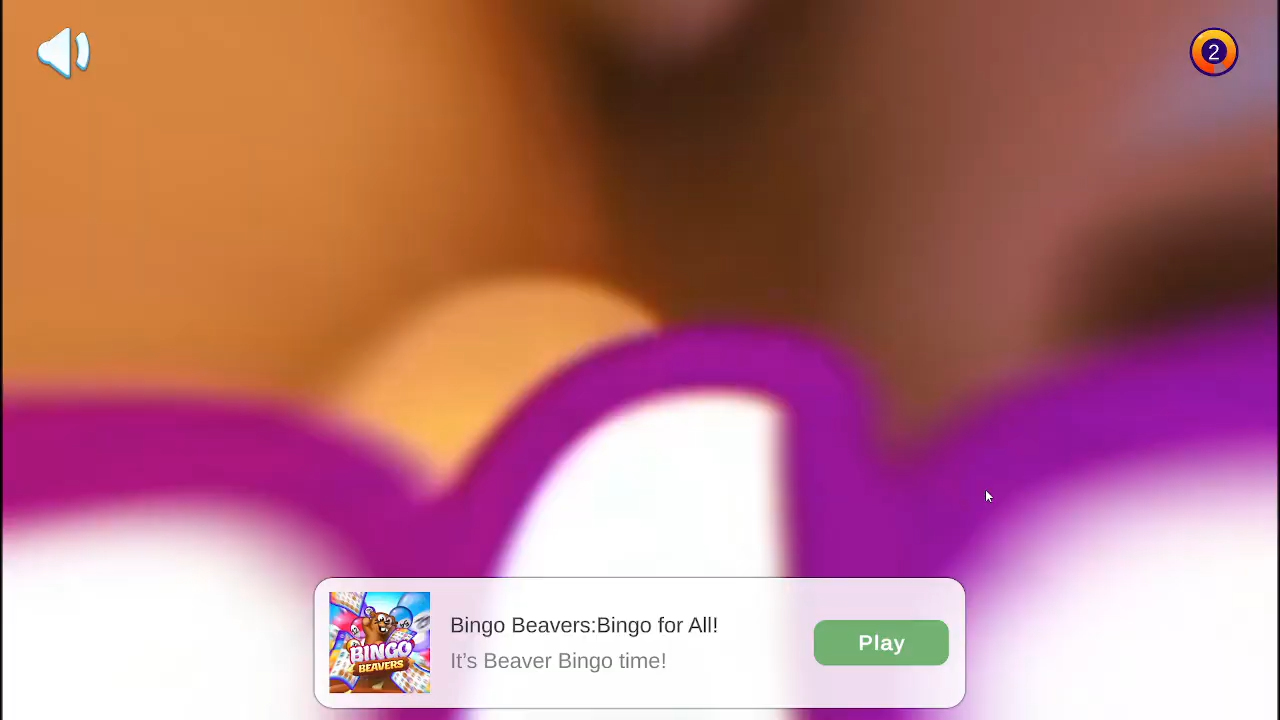 2
Bingo Beavers:Bingo for All!
It’s Beaver Bingo time!
Play
BINGO
BEAVERS